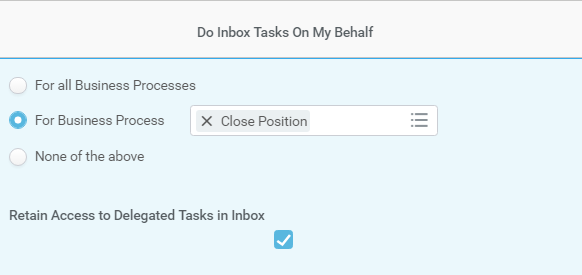 Do Inbox Tasks On My Behalf
For all Business Processes
For Business Process Close Position
None of the above
Retain Access to Delegated Tasks in Inbox